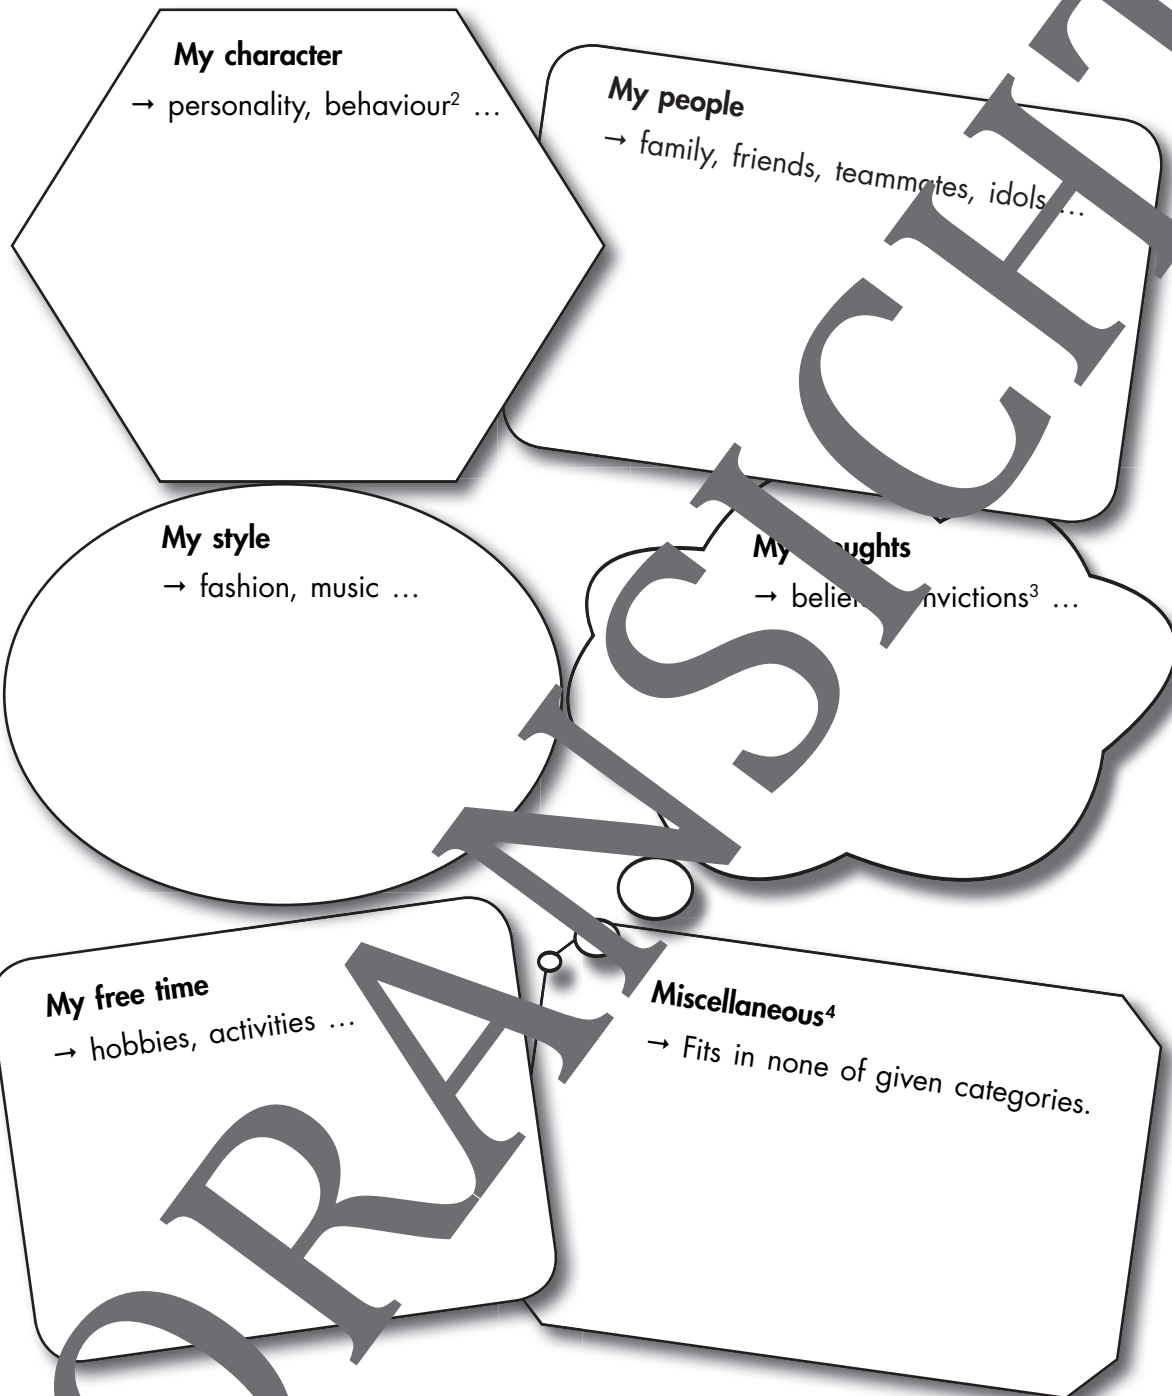 My character
→ personality, behaviour² …
My people
→ family, friends, teammates, idols …
My style
→ fashion, music …
My
→ convictions³ …
My free time
→ hobbies, activities …
Miscellaneous⁴
→ Fits in none of given categories.
ORANSICHT